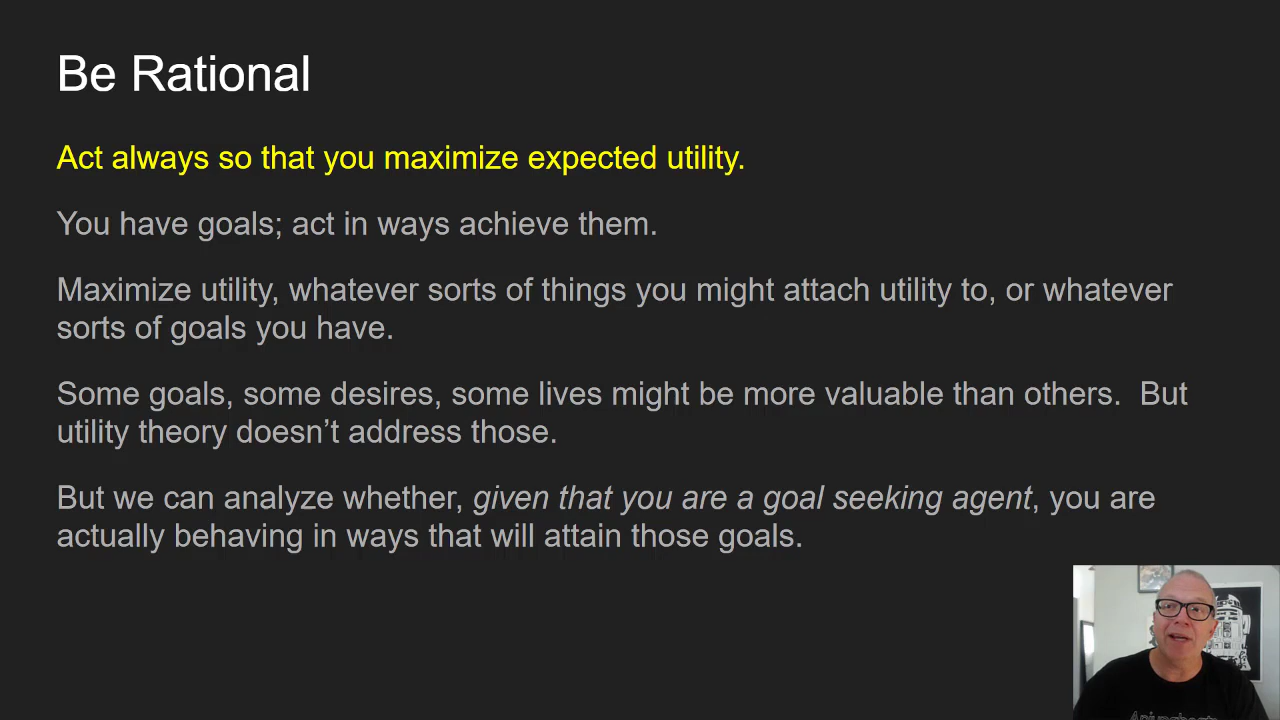 Be Rational
Act always so that you maximize expected utility.
You have goals; act in ways achieve them.
Maximize utility, whatever sorts of things you might attach utility to, or whatever
sorts of goals you have.
Some goals, some desires, some lives might be more valuable than others.  But
utility theory doesn’t address those.
But we can analyze whether, given that you are a goal seeking agent, you are
actually behaving in ways that will attain those goals.